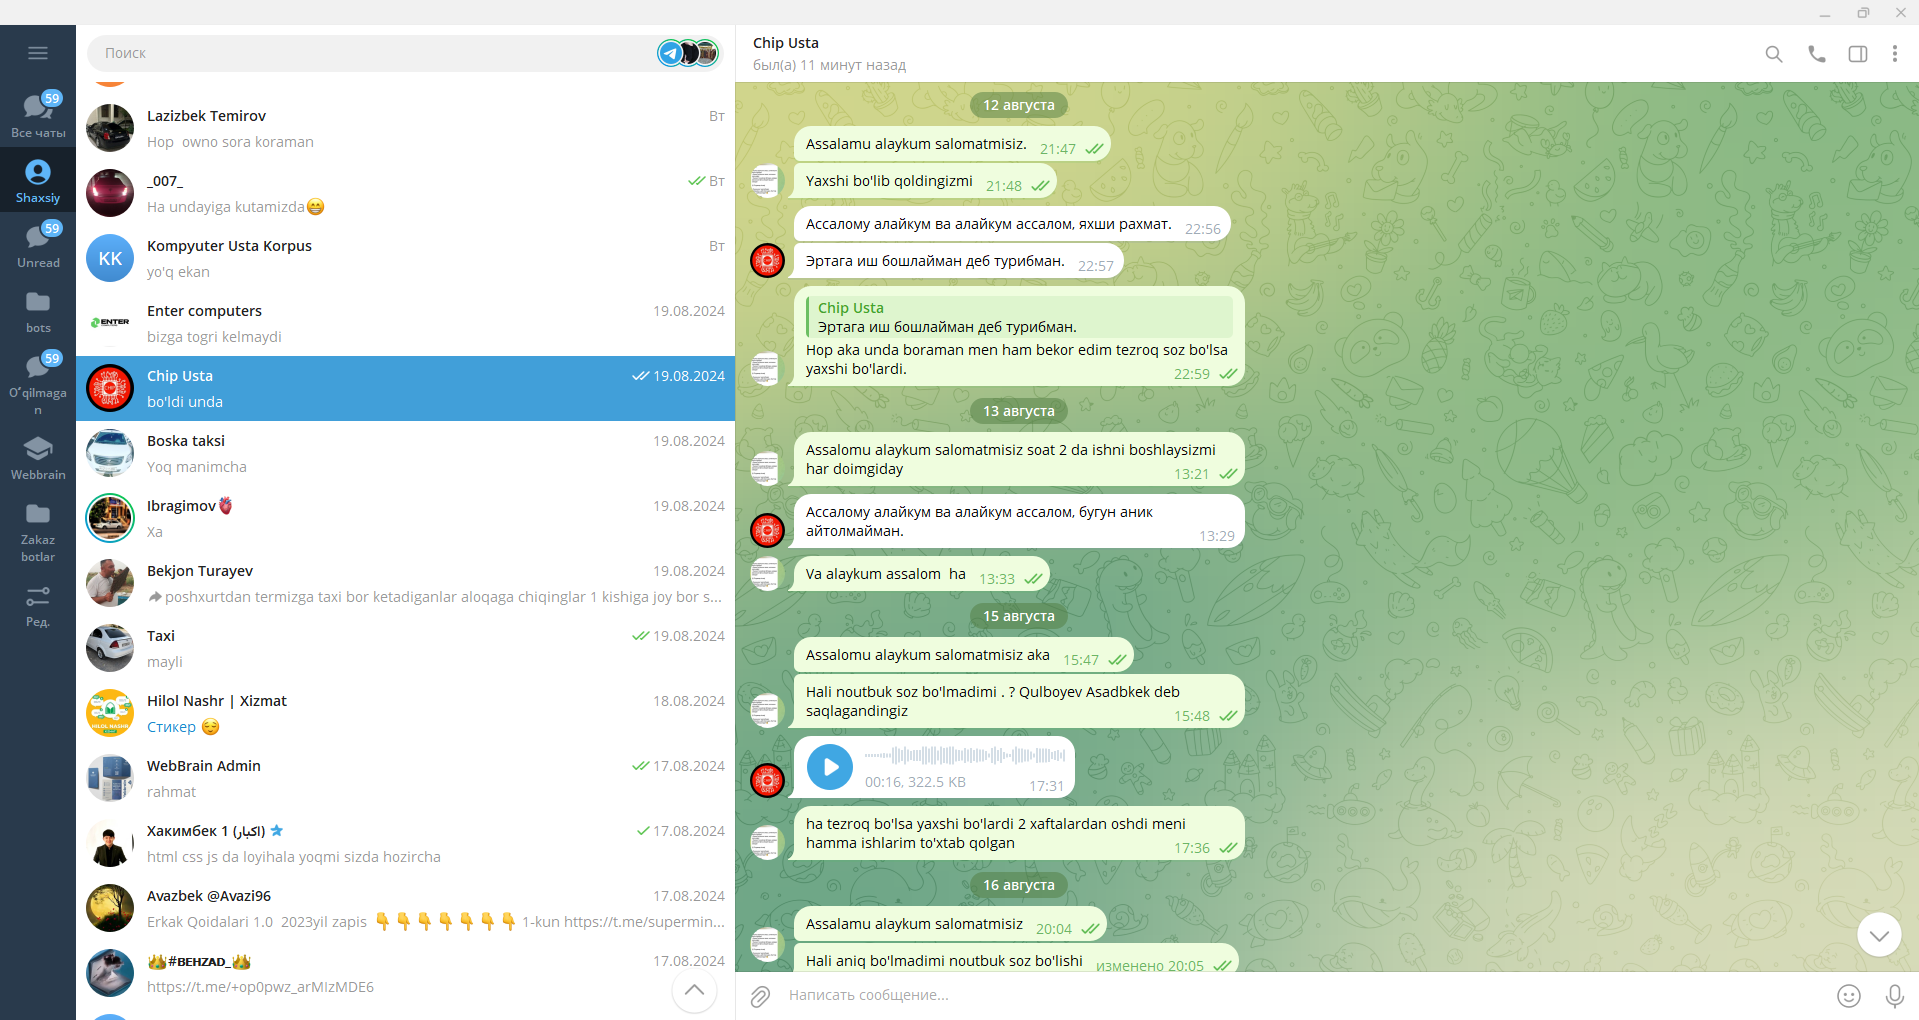 59
Все чаты
Shaxsiy
59
Unread
bots
59
O'qilmaga
n
Webbrain
Zakaz
botlar
Ред.
Поиск
Lazizbek Temirov
Вт
Hop owno sora koraman
_007_
Вт
Ha undayiga kutamizda😁
KK
Kompyuter Usta Korpus
Вт
yo'q ekan
ENTER
Enter computers
19.08.2024
bizga togri kelmaydi
Chip Usta
19.08.2024
bo'ldi unda
Boska taksi
19.08.2024
Yoq manimcha
Ibragimov🫀
19.08.2024
Xa
Bekjon Turayev
19.08.2024
poshxurtdan termizga taxi bor ketadiganlar aloqaga chiqinglar 1 kishiga joy bor s...
Taxi
19.08.2024
mayli
Hilol Nashr | Xizmat
18.08.2024
Стикер 😌
WebBrain Admin
17.08.2024
rahmat
Хакимбек 1 (اکبار)
17.08.2024
html css js da loyihala yoqmi sizda hozircha
Avazbek @Avazi96
17.08.2024
Erkak Qoidalari 1.0 2023yil zapis 👇👇👇👇👇👇👇 1-kun https://t.me/supermin...
👑#BEHZAD_👑
17.08.2024
https://t.me/+op0pwz_arMIzMDE6
Chip Usta
был(а) 11 минут назад
12 августа
Assalamu alaykum salomatmisiz. 21:47
Yaxshi bo'lib qoldingizmi 21:48
Ассалому алайкум ва алайкум ассалом, яхши рахмат. 22:56
Эртага иш бошлайман деб турибман. 22:57
Chip Usta
Эртага иш бошлайман деб турибман.
Hop aka unda boraman men ham bekor edim tezroq soz bo'lsa
yaxshi bo'lardi. 22:59
13 августа
Assalomu alaykum salomatmisiz soat 2 da ishni boshlaysizmi
har doimgiday 13:21
Ассалому алайкум ва алайкум ассалом, бугун аник
айтолмайман. 13:29
Va alaykum assalom ha 13:33
15 августа
Assalomu alaykum salomatmisiz aka 15:47
Hali noutbuk soz bo'lmadimi . ? Qulboyev Asadbkek deb
saqlagandingiz 15:48
00:16, 322.5 KB 17:31
ha tezroq bo'lsa yaxshi bo'lardi 2 xaftalardan oshdi meni
hamma ishlarim to'xtab qolgan 17:36
16 августа
Assalamu alaykum salomatmisiz 20:04
Hali aniq bo'lmadimi noutbuk soz bo'lishi изменено 20:05
Написать сообщение...